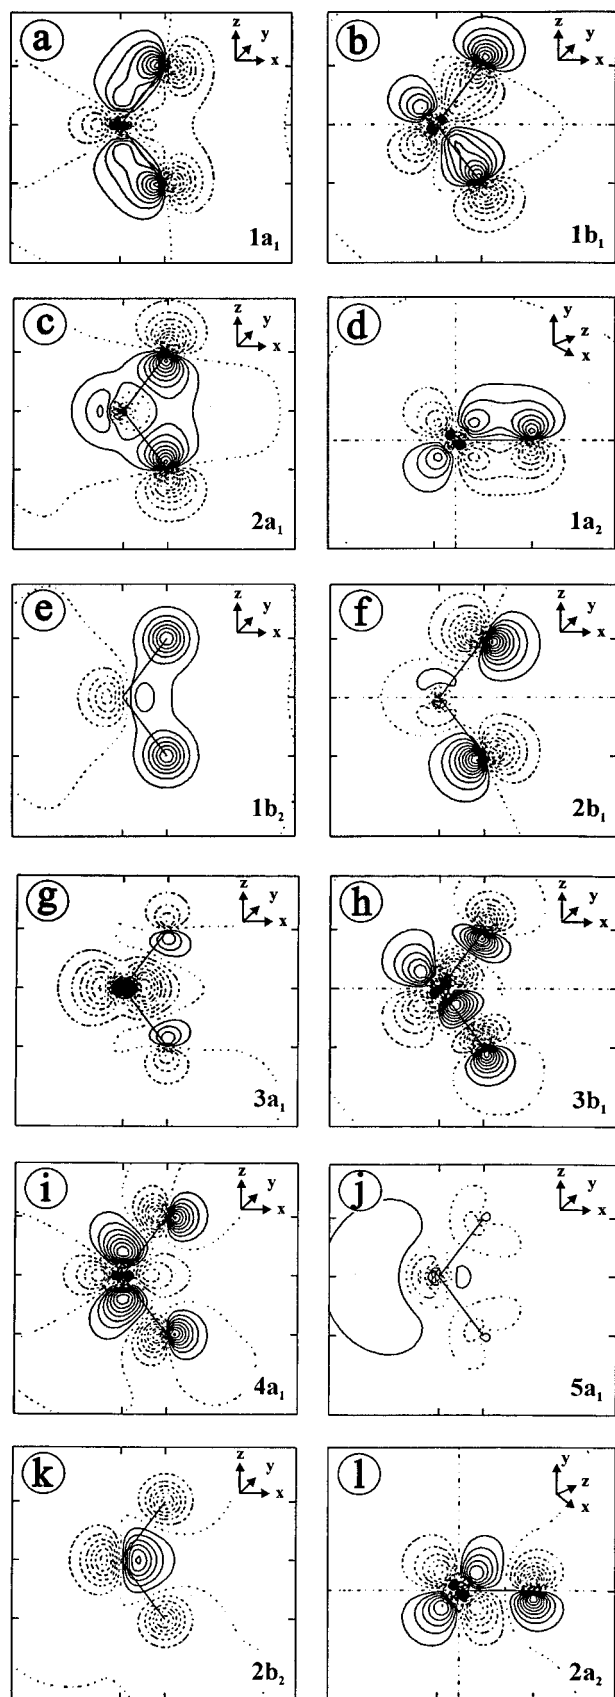 a z y x 1a₁
b z y x 1b₁
c z y x 2a₁
d y z x 1a₂
e z y x 1b₂
f z y x 2b₁
g z y x 3a₁
h z y x 3b₁
i z y x 4a₁
j z y x 5a₁
k z y x 2b₂
l y z x 2a₂